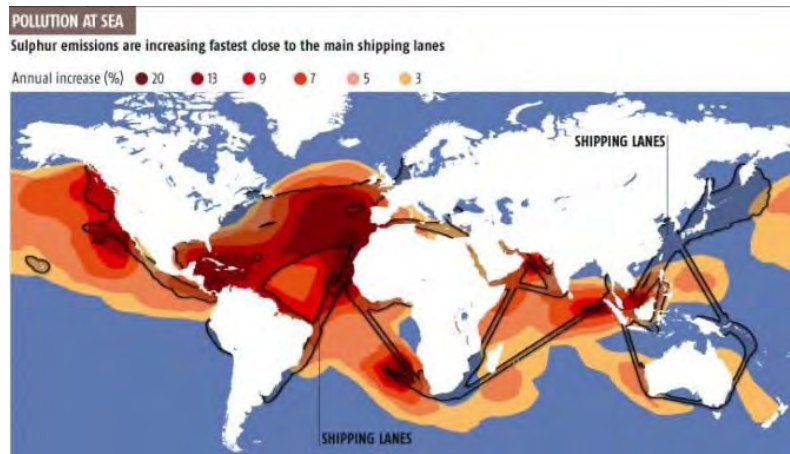 POLLUTION AT SEA
Sulphur emissions are increasing fastest close to the main shipping lanes
Annual increase (%) 20 13 9 7 5 3
SHIPPING LANES
SHIPPING LANES